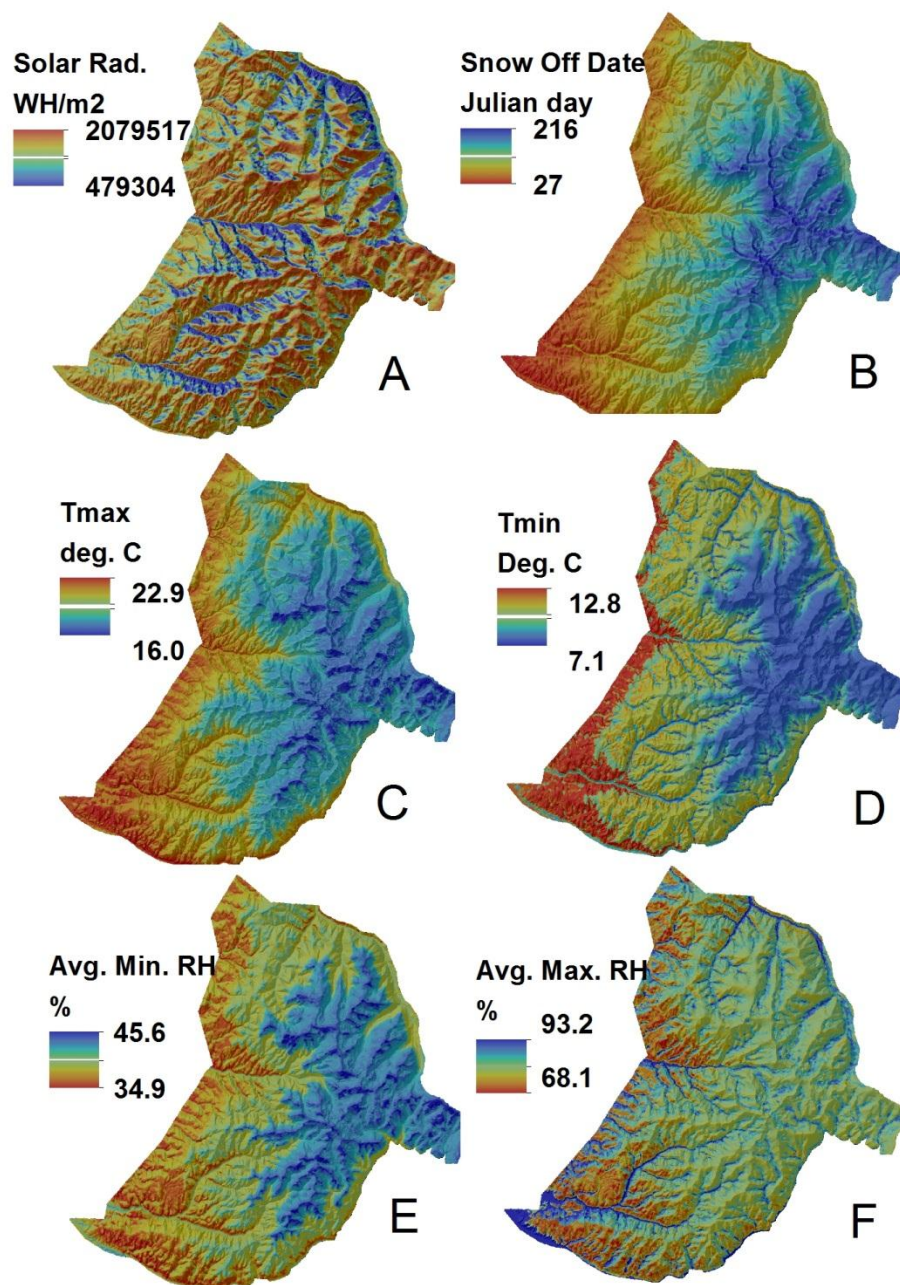 Solar Rad.
WH/m2
2079517
479304
A
Snow Off Date
Julian day
216
27
B
Tmax
deg. C
22.9
16.0
C
Tmin
Deg. C
12.8
7.1
D
Avg. Min. RH
%
45.6
34.9
E
Avg. Max. RH
%
93.2
68.1
F